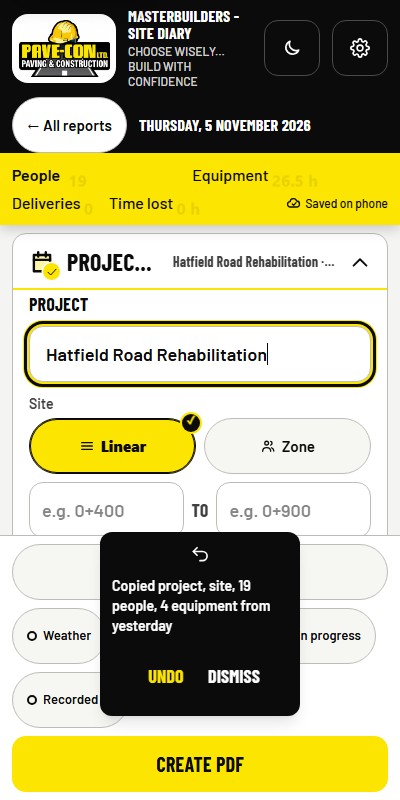 PAVE-CON LTD.
PAVING & CONSTRUCTION
MASTERBUILDERS -
SITE DIARY
CHOOSE WISELY...
BUILD WITH
CONFIDENCE
← All reports
THURSDAY, 5 NOVEMBER 2026
People 19
Equipment 26.5 h
Deliveries 0
Time lost 0 h
Saved on phone
PROJEC...
Hatfield Road Rehabilitation ·...
PROJECT
Hatfield Road Rehabilitation
Site
Linear
Zone
e.g. 0+400
TO
e.g. 0+900
Copied project, site, 19
people, 4 equipment from
yesterday
UNDO
DISMISS
Weather
n progress
Recorded
CREATE PDF